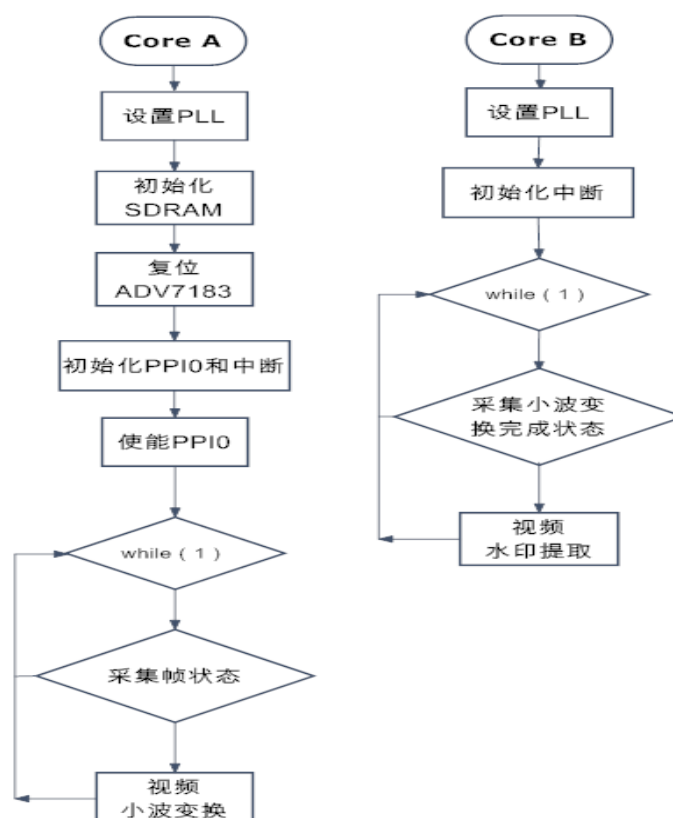 Core A
设置PLL
初始化
SDRAM
复位
ADV7183
初始化PPI0和中断
使能PPI0
while（1）
采集帧状态
视频
小波变换
Core B
设置PLL
初始化中断
while（1）
采集小波变
换完成状态
视频
水印提取